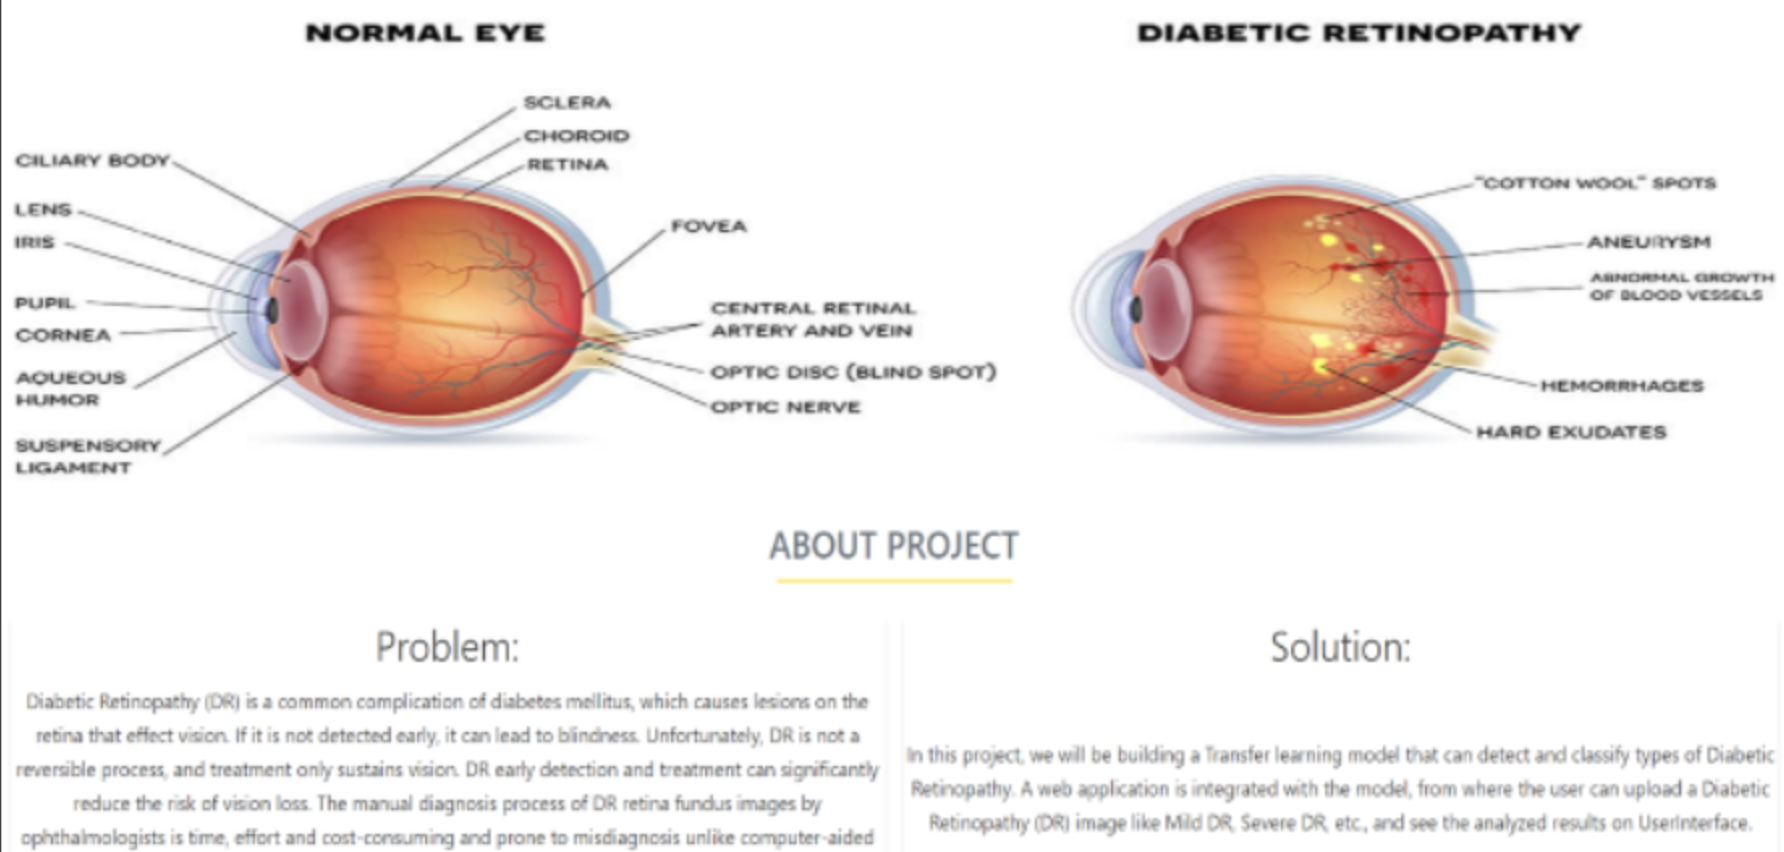 NORMAL EYE
SCLERA
CHOROID
RETINA
CILIARY BODY
LENS
IRIS
FOVEA
PUPIL
CORNEA
CENTRAL RETINAL
ARTERY AND VEIN
AQUEOUS
HUMOR
OPTIC DISC (BLIND SPOT)
OPTIC NERVE
SUSPENSORY
LIGAMENT
DIABETIC RETINOPATHY
"COTTON WOOL" SPOTS
ANEURYSM
ABNORMAL GROWTH
OF BLOOD VESSELS
HEMORRHAGES
HARD EXUDATES
ABOUT PROJECT
Problem:
Diabetic Retinopathy (DR) is a common complication of diabetes mellitus, which causes lesions on the
retina that effect vision. If it is not detected early, it can lead to blindness. Unfortunately, DR is not a
reversible process, and treatment only sustains vision. DR early detection and treatment can significantly
reduce the risk of vision loss. The manual diagnosis process of DR retina fundus images by
ophthalmologists is time, effort and cost-consuming and prone to misdiagnosis unlike computer-aided
Solution:
In this project, we will be building a Transfer learning model that can detect and classify types of Diabetic
Retinopathy. A web application is integrated with the model, from where the user can upload a Diabetic
Retinopathy (DR) image like Mild DR, Severe DR, etc., and see the analyzed results on UserInterface.